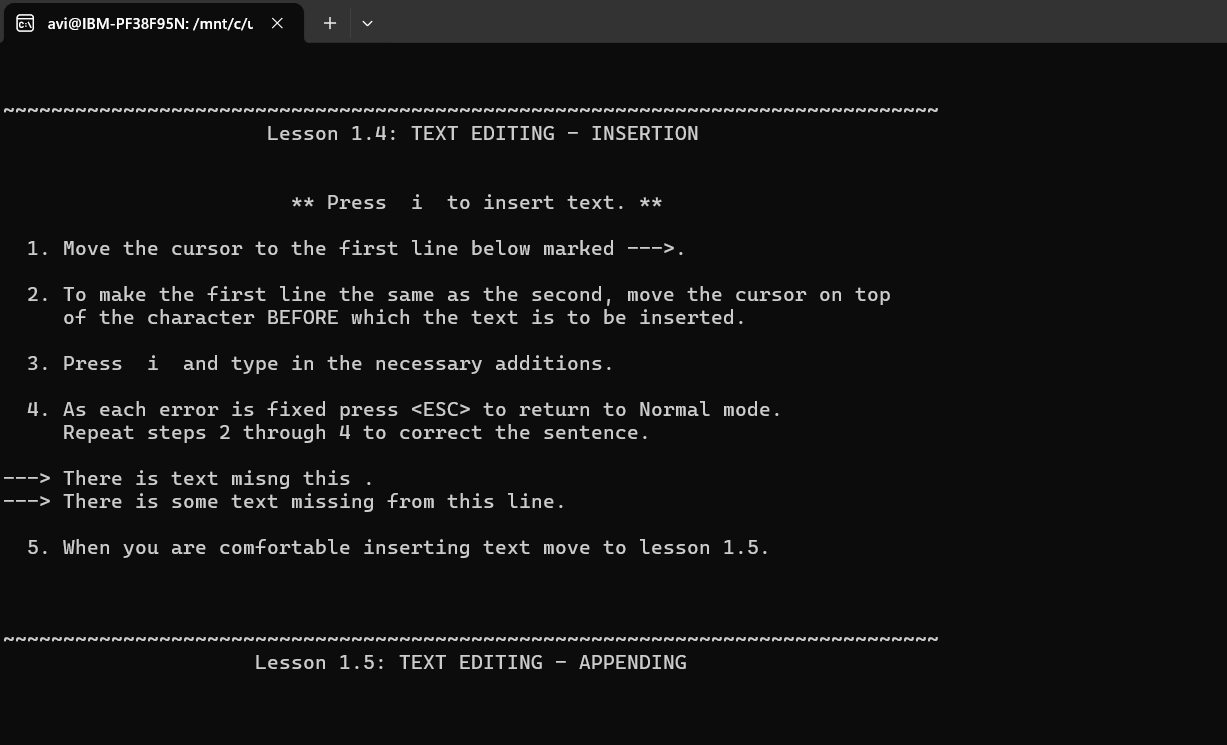 avi@IBM-PF38F95N: /mnt/c/u
~~~~~~~~~~~~~~~~~~~~~~~~~~~~~~~~~~~~~~~~~~~~~~~~~~~~~~~~~~~~~~~~~~~~~~~~~~~~~~
Lesson 1.4: TEXT EDITING - INSERTION
** Press  i  to insert text. **
1. Move the cursor to the first line below marked --->.
2. To make the first line the same as the second, move the cursor on top
of the character BEFORE which the text is to be inserted.
3. Press  i  and type in the necessary additions.
4. As each error is fixed press <ESC> to return to Normal mode.
Repeat steps 2 through 4 to correct the sentence.
---> There is text misng this .
---> There is some text missing from this line.
5. When you are comfortable inserting text move to lesson 1.5.
~~~~~~~~~~~~~~~~~~~~~~~~~~~~~~~~~~~~~~~~~~~~~~~~~~~~~~~~~~~~~~~~~~~~~~~~~~~~~~
Lesson 1.5: TEXT EDITING - APPENDING